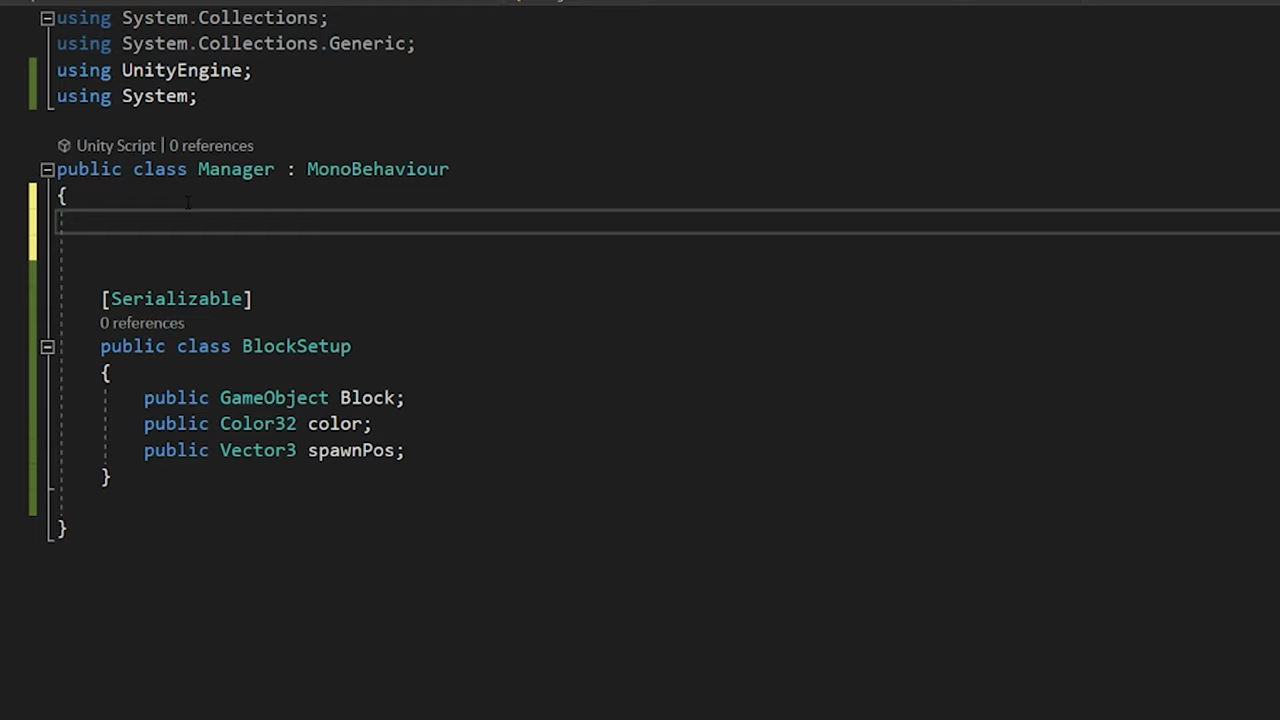 using System.Collections;
using System.Collections.Generic;
using UnityEngine;
using System;
Unity Script | 0 references
public class Manager : MonoBehaviour
{
[Serializable]
0 references
public class BlockSetup
{
public GameObject Block;
public Color32 color;
public Vector3 spawnPos;
}
}